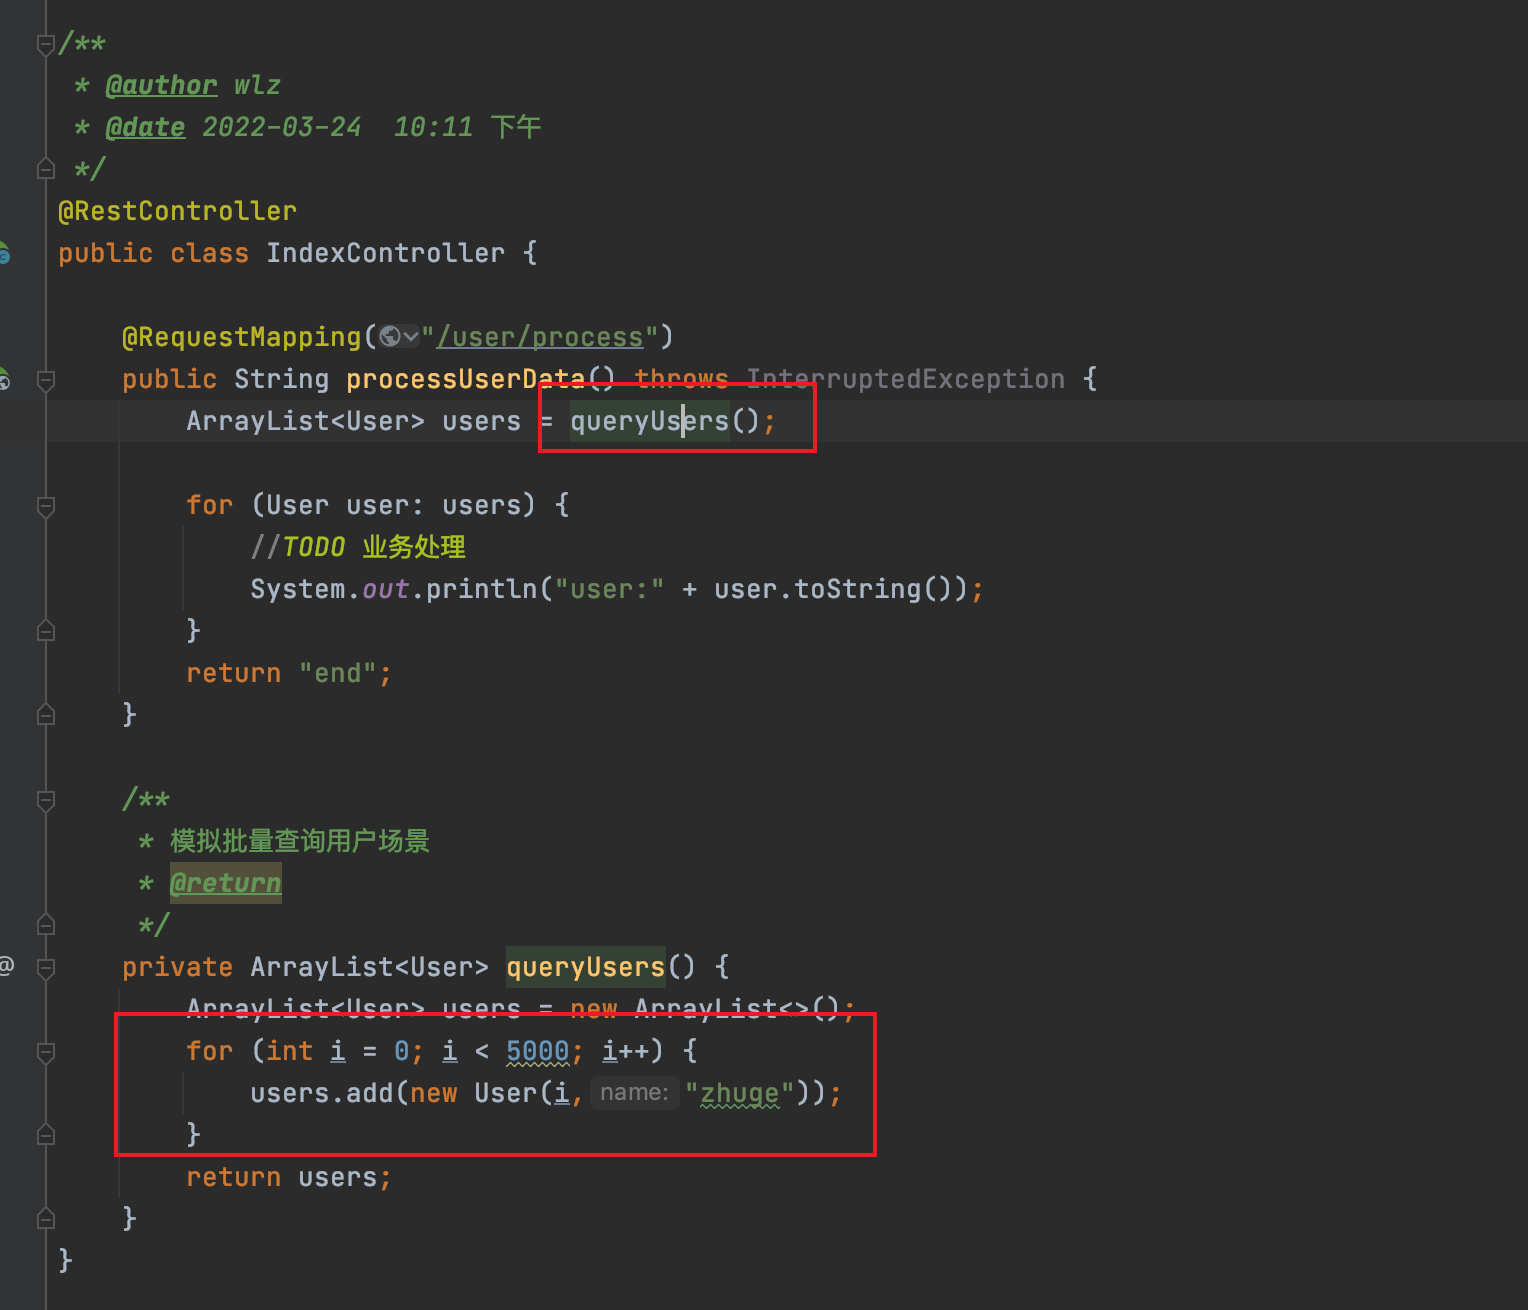 /**
 * @author wlz
 * @date 2022-03-24  10:11 下午
 */
@RestController
public class IndexController {
    @RequestMapping("/user/process")
    public String processUserData() throws InterruptedException {
        ArrayList<User> users = queryUsers();
        for (User user: users) {
            //TODO 业务处理
            System.out.println("user:" + user.toString());
        }
        return "end";
    }
    /**
     * 模拟批量查询用户场景
     * @return
     */
    private ArrayList<User> queryUsers() {
        ArrayList<User> users = new ArrayList<>();
        for (int i = 0; i < 5000; i++) {
            users.add(new User(i, name: "zhuge"));
        }
        return users;
    }
}